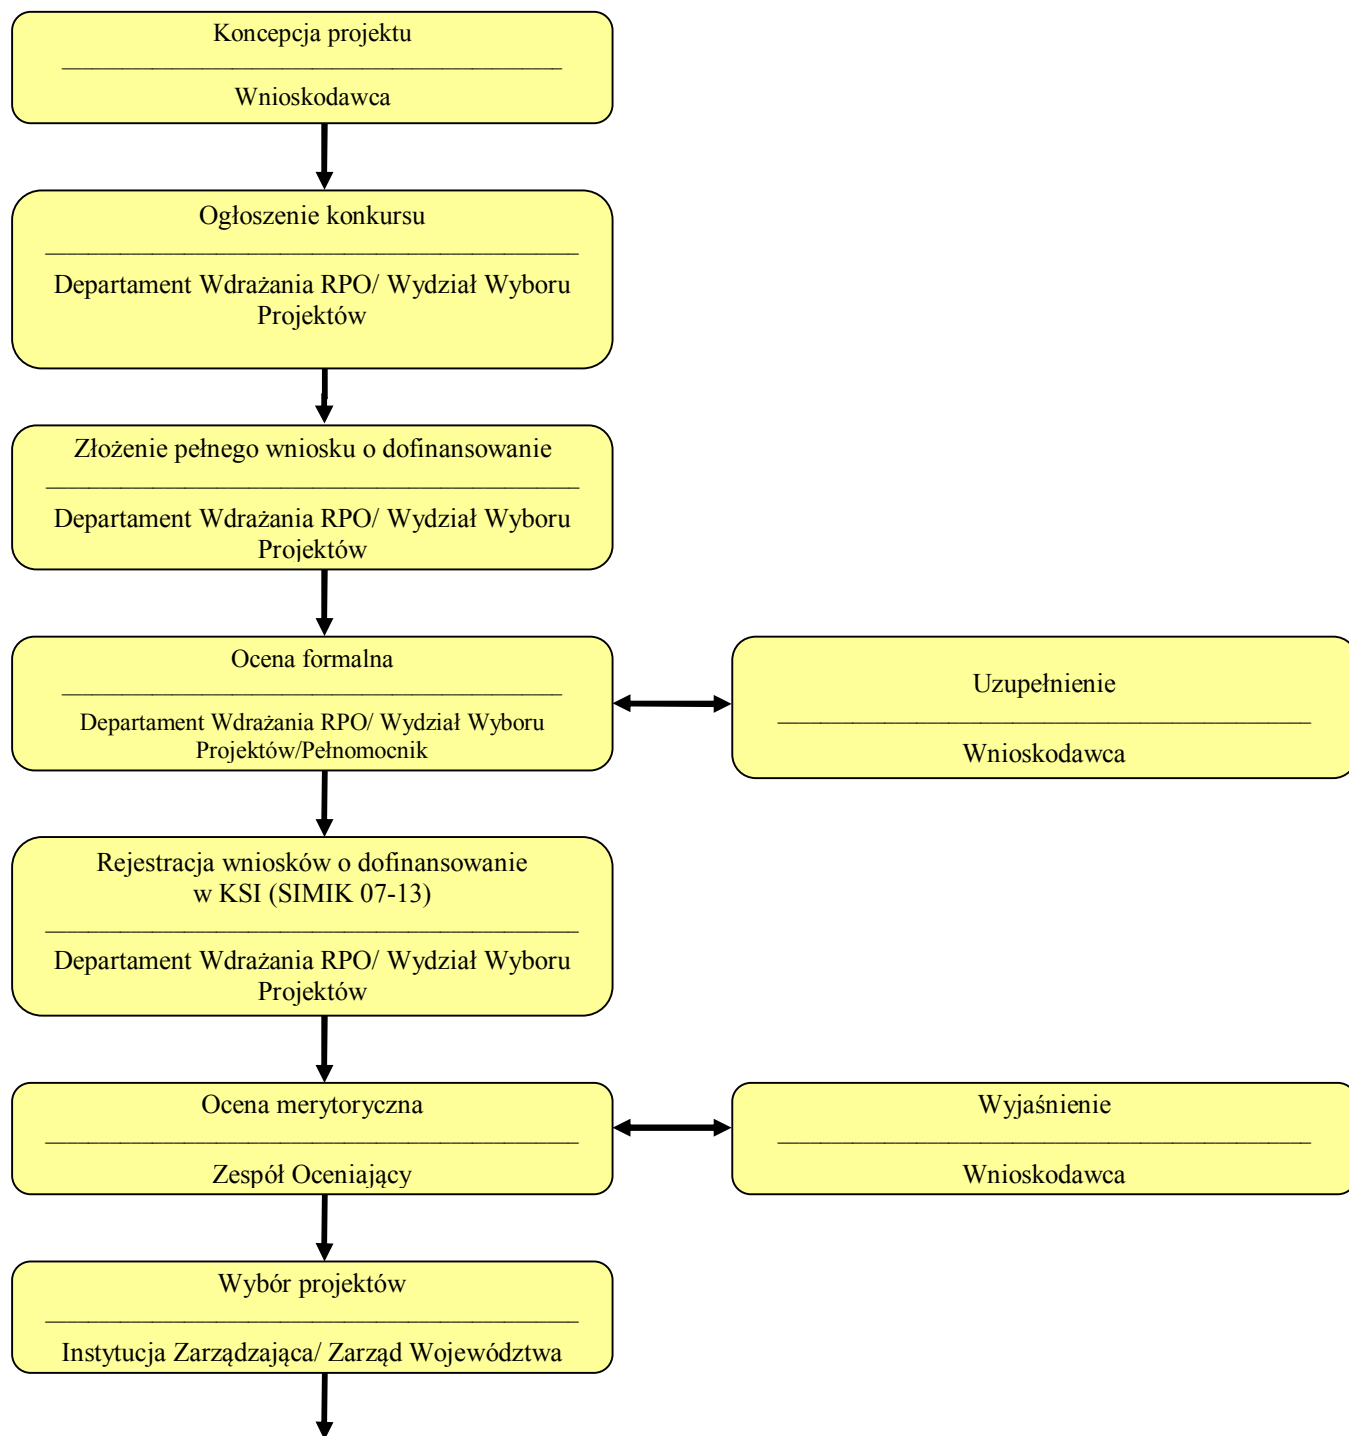 Koncepcja projektu
Wnioskodawca
Ogłoszenie konkursu
Departament Wdrażania RPO/ Wydział Wyboru
Projektów
Złożenie pełnego wniosku o dofinansowanie
Departament Wdrażania RPO/ Wydział Wyboru
Projektów
Ocena formalna
Departament Wdrażania RPO/ Wydział Wyboru
Projektów/Pełnomocnik
Uzupełnienie
Wnioskodawca
Rejestracja wniosków o dofinansowanie
w KSI (SIMIK 07-13)
Departament Wdrażania RPO/ Wydział Wyboru
Projektów
Ocena merytoryczna
Zespół Oceniający
Wyjaśnienie
Wnioskodawca
Wybór projektów
Instytucja Zarządzająca/ Zarząd Województwa